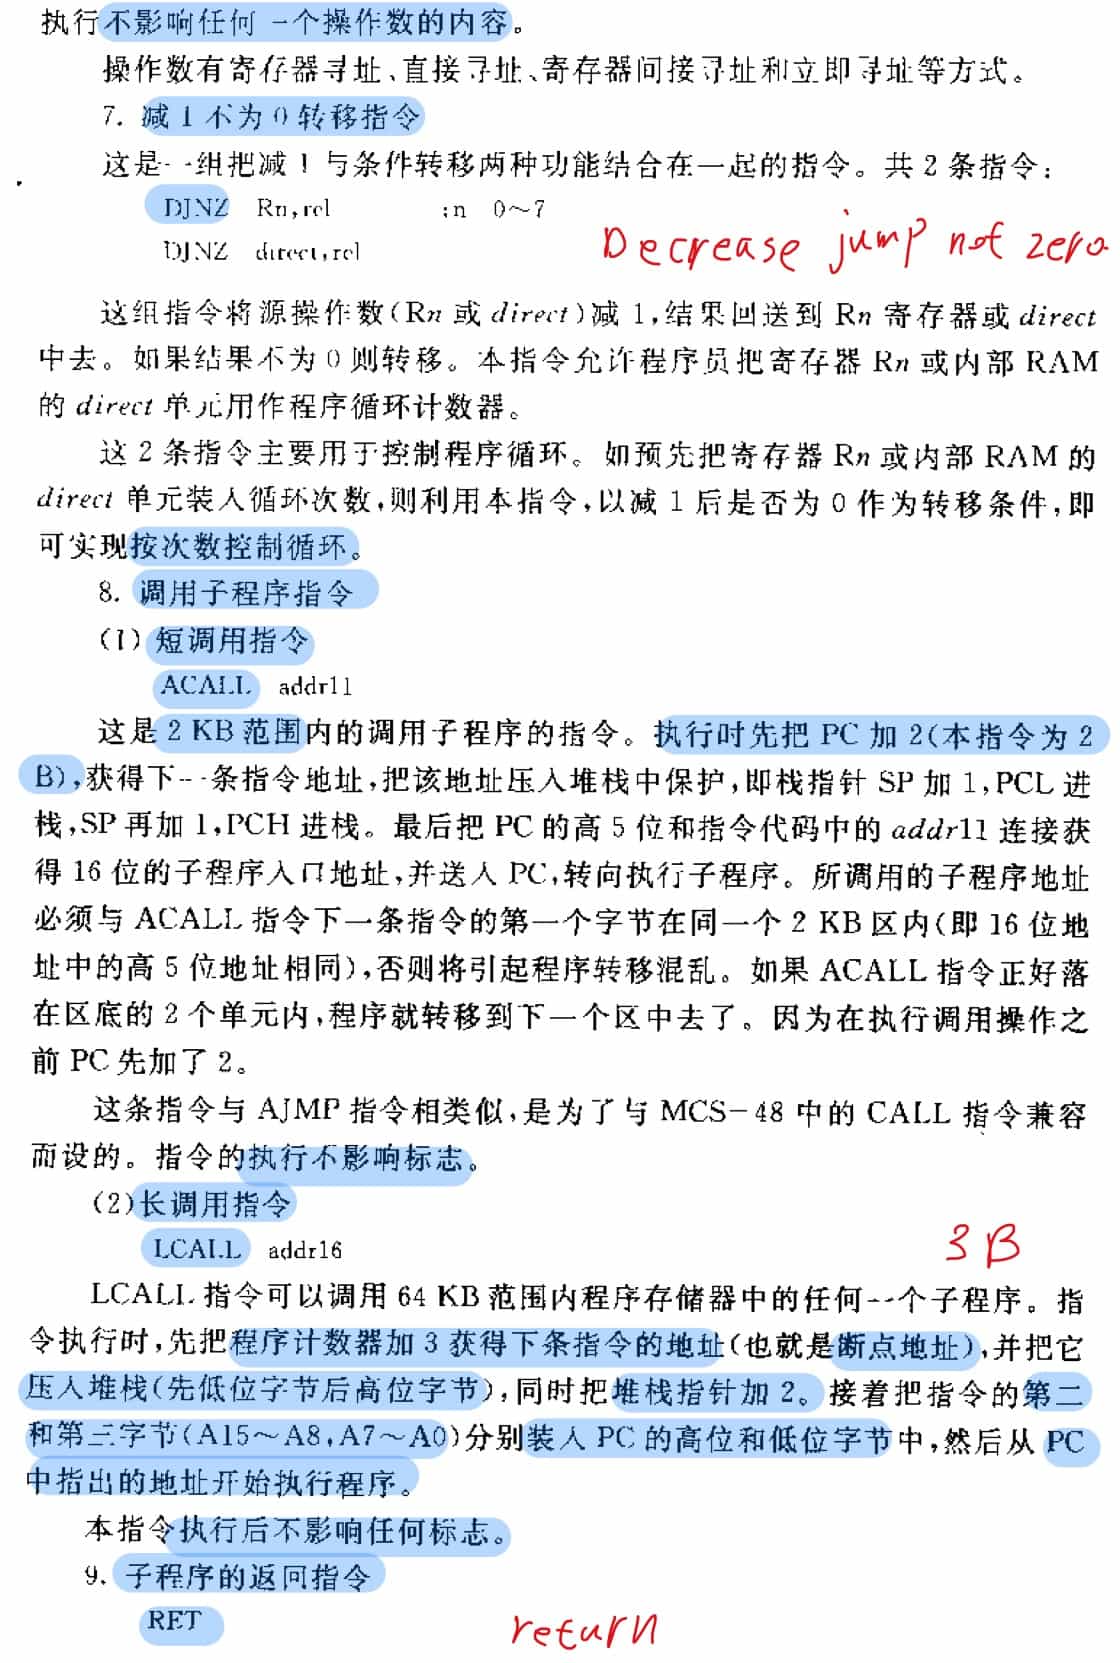 执行不影响任何一个操作数的内容。
操作数有寄存器寻址、直接寻址、寄存器间接寻址和立即寻址等方式。
7. 减 1 不为 0 转移指令
这是一组把减 1 与条件转移两种功能结合在一起的指令。共 2 条指令：
DJNZ Rn,rel ;n 0～7
DJNZ direct,rel
Decrease jump not zero
这组指令将源操作数(Rn 或 direct)减 1,结果回送到 Rn 寄存器或 direct
中去。如果结果不为 0 则转移。本指令允许程序员把寄存器 Rn 或内部 RAM
的 direct 单元用作程序循环计数器。
这 2 条指令主要用于控制程序循环。如预先把寄存器 Rn 或内部 RAM 的
direct 单元装入循环次数,则利用本指令,以减 1 后是否为 0 作为转移条件,即
可实现按次数控制循环。
8. 调用子程序指令
(1) 短调用指令
ACALL addr11
这是 2 KB 范围内的调用子程序的指令。执行时先把 PC 加 2(本指令为 2
B),获得下一条指令地址,把该地址压入堆栈中保护,即栈指针 SP 加 1,PCL 进
栈,SP 再加 1,PCH 进栈。最后把 PC 的高 5 位和指令代码中的 addr11 连接获
得 16 位的子程序入口地址,并送入 PC,转向执行子程序。所调用的子程序地址
必须与 ACALL 指令下一条指令的第一个字节在同一个 2 KB 区内(即 16 位地
址中的高 5 位地址相同),否则将引起程序转移混乱。如果 ACALL 指令正好落
在区底的 2 个单元内,程序就转移到下一个区中去了。因为在执行调用操作之
前 PC 先加了 2。
这条指令与 AJMP 指令相类似,是为了与 MCS-48 中的 CALL 指令兼容
而设的。指令的执行不影响标志。
(2) 长调用指令
LCALL addr16
3B
LCALL 指令可以调用 64 KB 范围内程序存储器中的任何一个子程序。指
令执行时,先把程序计数器加 3 获得下条指令的地址(也就是断点地址),并把它
压入堆栈(先低位字节后高位字节),同时把堆栈指针加 2。接着把指令的第二
和第三字节(A15～A8,A7～A0)分别装入 PC 的高位和低位字节中,然后从 PC
中指出的地址开始执行程序。
本指令执行后不影响任何标志。
9. 子程序的返回指令
RET
return